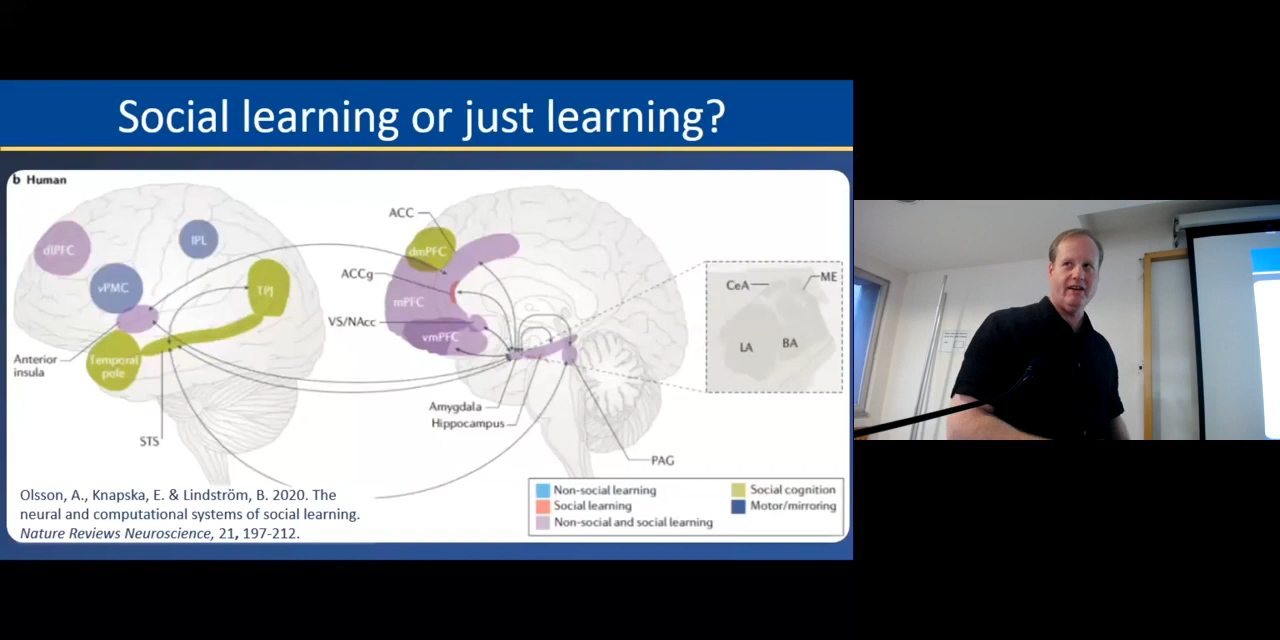 Social learning or just learning?
b Human
ACC
dlPFC
IPL
dmPFC
ACCg
ME
CeA
vPMC
TPJ
mPFC
VS/NAcc
vmPFC
LA
BA
Anterior
insula
Temporal
pole
Amygdala
Hippocampus
STS
PAG
Olsson, A., Knapska, E. & Lindström, B. 2020. The
neural and computational systems of social learning.
Nature Reviews Neuroscience, 21, 197-212.
Non-social learning
Social learning
Non-social and social learning
Social cognition
Motor/mirroring